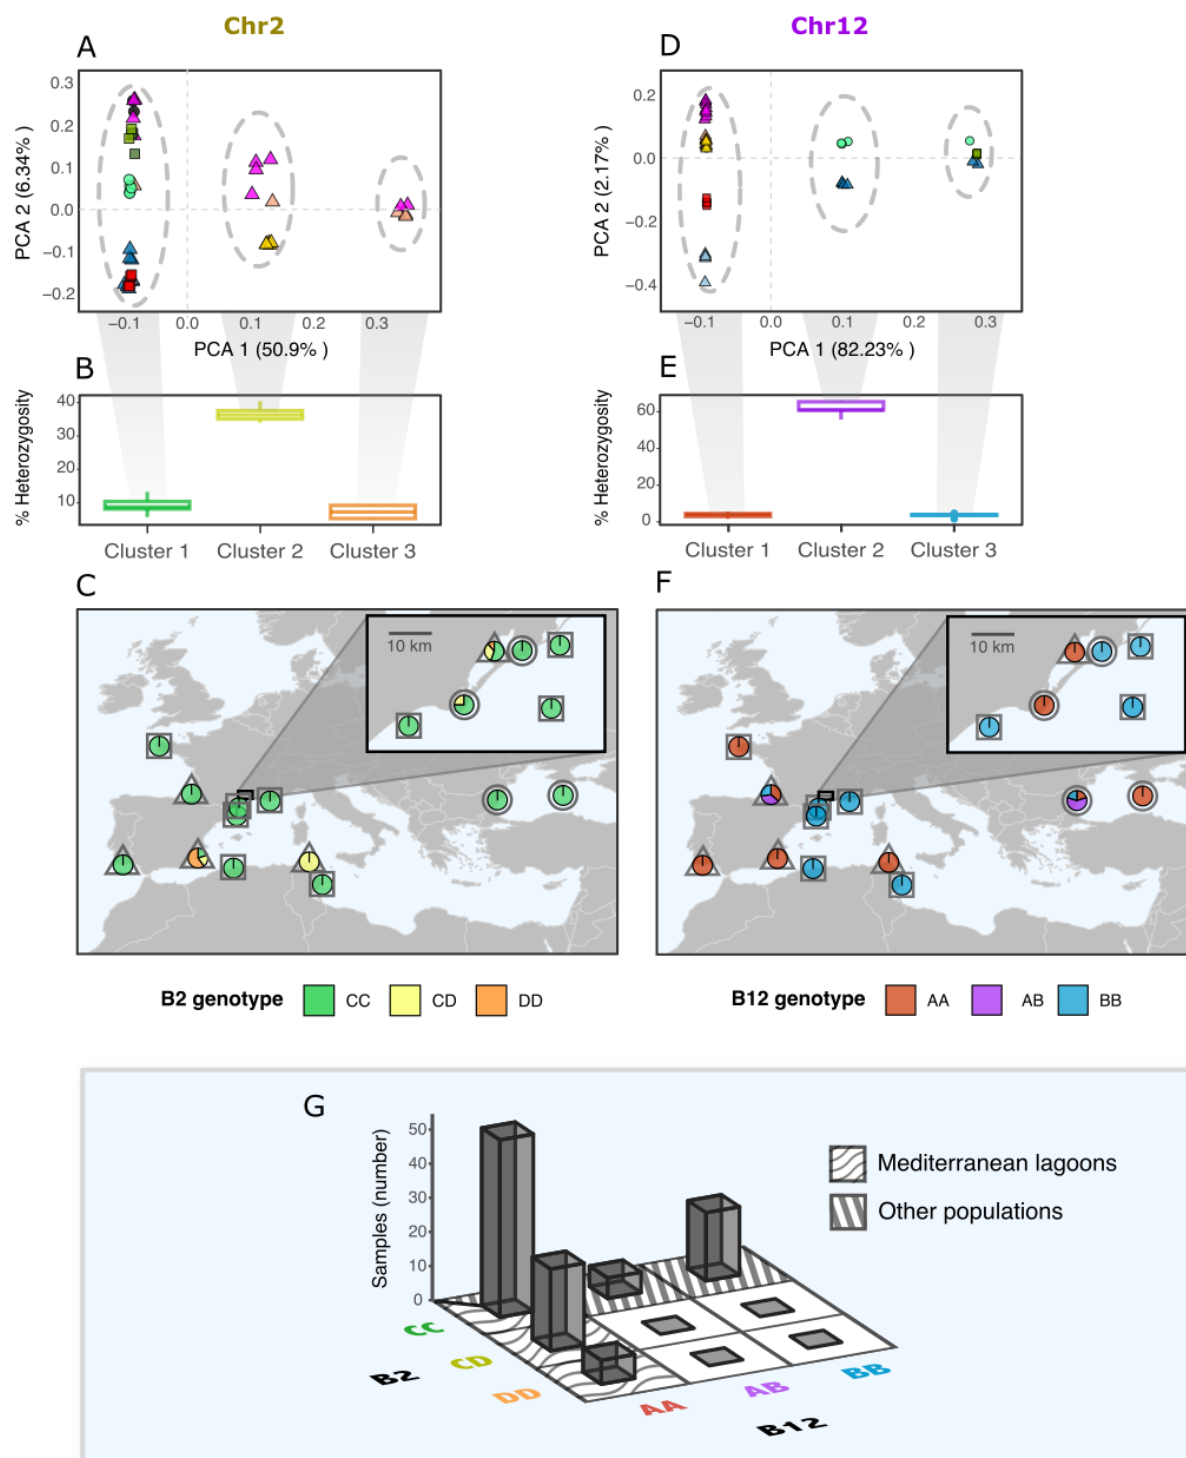 Chr2
Chr12
A
D
0.3
0.2
0.1
0.0
−0.1
−0.2
PCA 2 (6.34% )
−0.1
0.0
0.1
0.2
0.3
PCA 1 (50.9% )
0.2
0.0
−0.2
−0.4
PCA 2 (2.17% )
−0.1
0.0
0.1
0.2
0.3
PCA 1 (82.23% )
B
E
40
30
20
10
% Heterozygosity
Cluster 1
Cluster 2
Cluster 3
60
40
20
0
% Heterozygosity
Cluster 1
Cluster 2
Cluster 3
C
F
10 km
10 km
B2 genotype CC CD DD
B12 genotype AA AB BB
G
50
40
30
20
10
0
Samples (number)
Mediterranean lagoons
Other populations
CC
CD
DD
B2
AA
AB
BB
B12